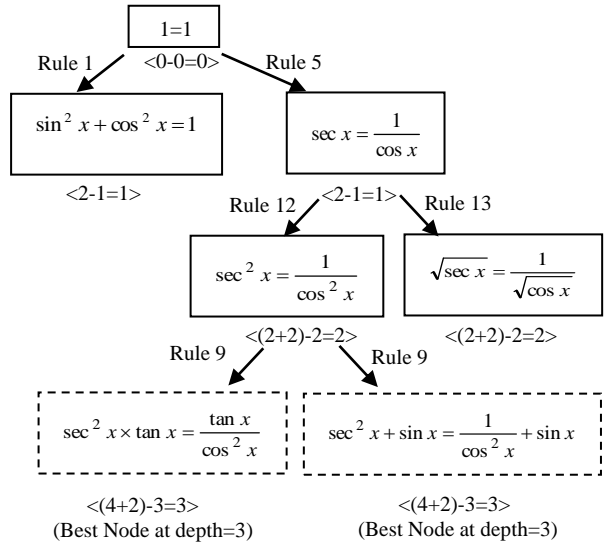 1=1
Rule 1
<0-0=0>
Rule 5
sin² x + cos² x = 1
sec x = 1/cos x
<2-1=1>
Rule 12
<2-1=1>
Rule 13
sec² x = 1/cos² x
√sec x = 1/√cos x
<(2+2)-2=2>
<(2+2)-2=2>
Rule 9
Rule 9
sec² x × tan x = tan x/cos² x
sec² x + sin x = 1/cos² x + sin x
<(4+2)-3=3>
(Best Node at depth=3)
<(4+2)-3=3>
(Best Node at depth=3)